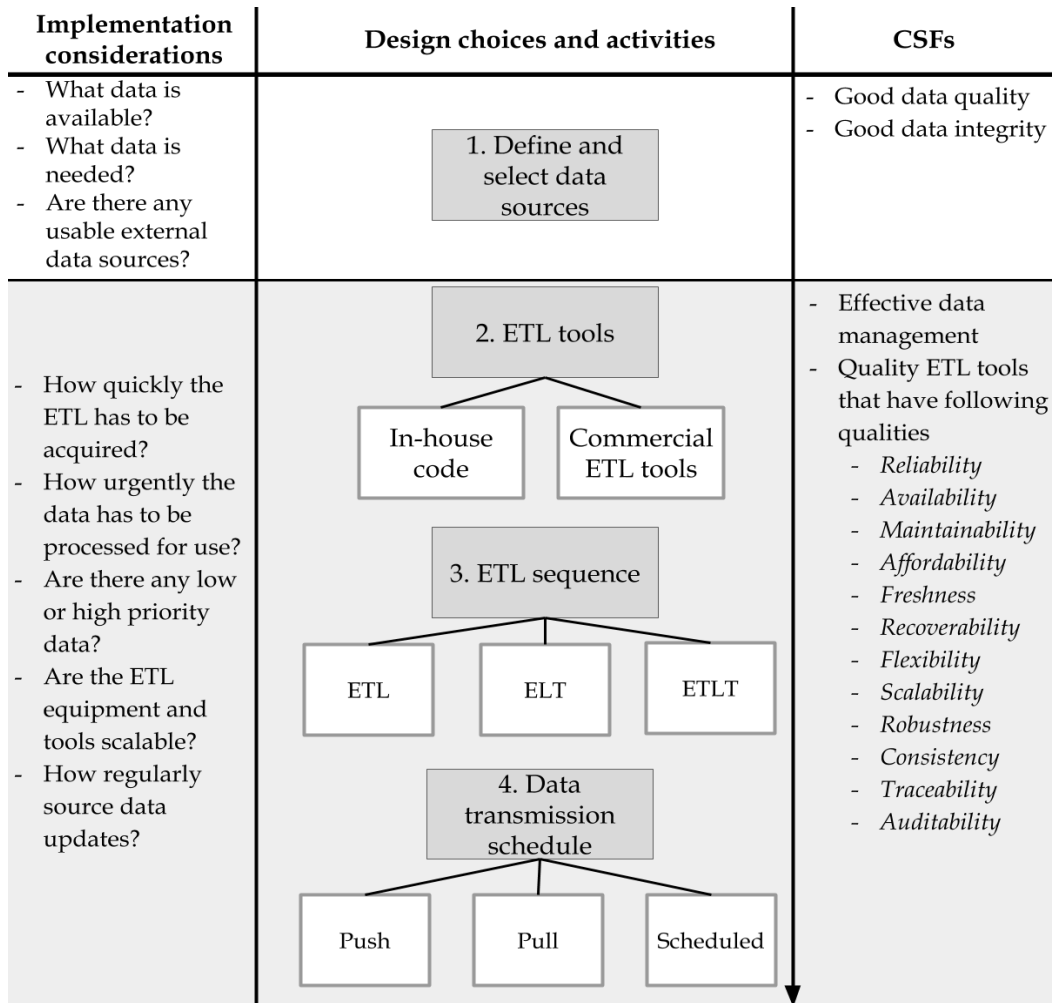 Implementation
considerations
Design choices and activities
CSFs
- What data is
available?
- What data is
needed?
- Are there any
usable external
data sources?
1. Define and
select data
sources
- Good data quality
- Good data integrity
- How quickly the
ETL has to be
acquired?
- How urgently the
data has to be
processed for use?
- Are there any low
or high priority
data?
- Are the ETL
equipment and
tools scalable?
- How regularly
source data
updates?
2. ETL tools
In-house
code
Commercial
ETL tools
3. ETL sequence
ETL
ELT
ETLT
4. Data
transmission
schedule
Push
Pull
Scheduled
- Effective data
management
- Quality ETL tools
that have following
qualities
- Reliability
- Availability
- Maintainability
- Affordability
- Freshness
- Recoverability
- Flexibility
- Scalability
- Robustness
- Consistency
- Traceability
- Auditability